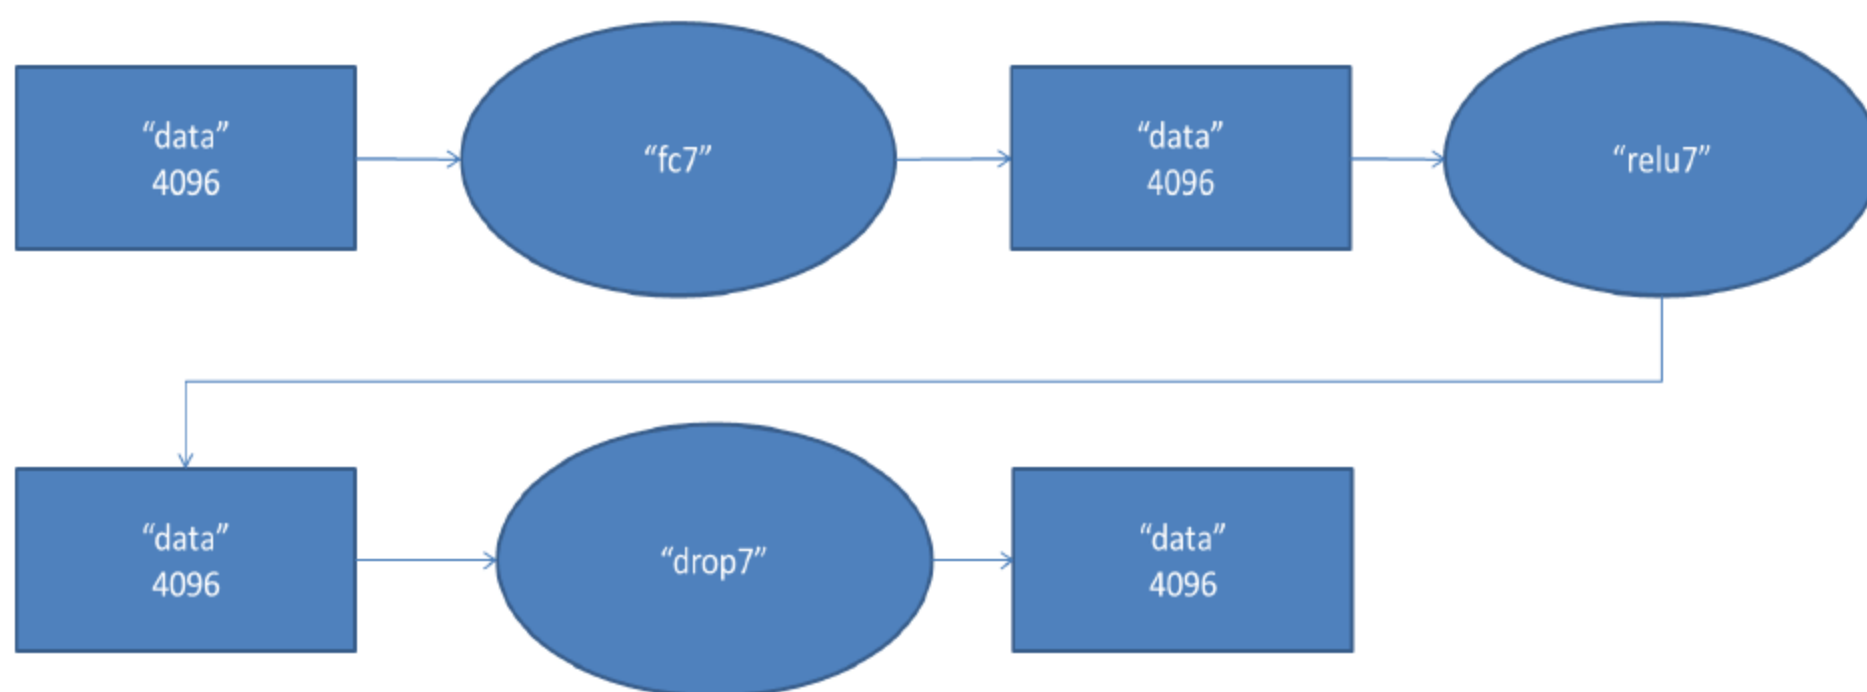 “data”
4096
“fc7”
“data”
4096
“relu7”
“data”
4096
“drop7”
“data”
4096